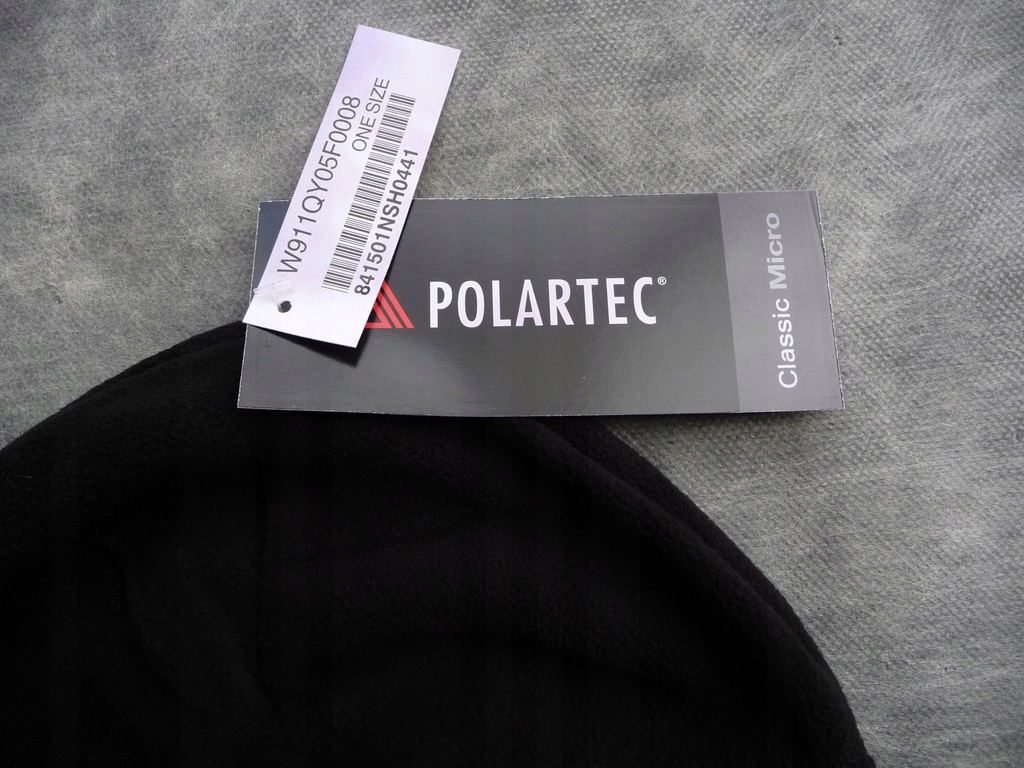 W911QY05F0008
ONE SIZE
841501NSH0441
POLARTEC®
Classic Micro